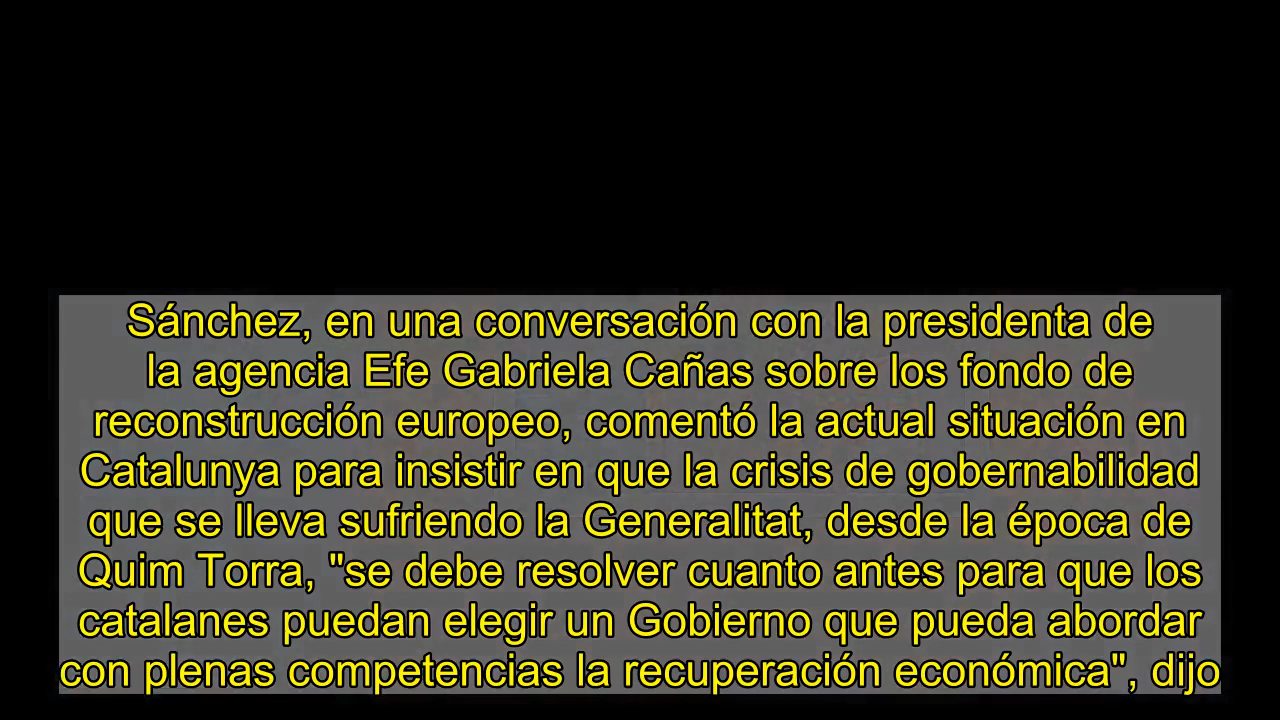 Sánchez, en una conversación con la presidenta de
la agencia Efe Gabriela Cañas sobre los fondo de
reconstrucción europeo, comentó la actual situación en
Catalunya para insistir en que la crisis de gobernabilidad
que se lleva sufriendo la Generalitat, desde la época de
Quim Torra, "se debe resolver cuanto antes para que los
catalanes puedan elegir un Gobierno que pueda abordar
con plenas competencias la recuperación económica", dijo